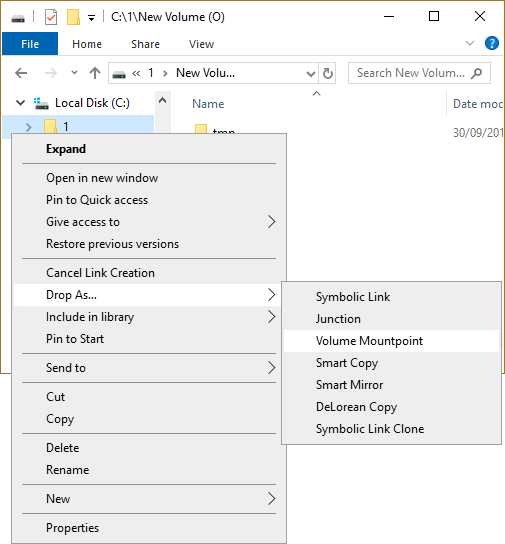 C:\1\New Volume (O)
File Home Share View
1 New Volu... Search New Volum...
Local Disk (C:) Name Date mod
1 tmp 30/09/201
Expand
Open in new window
Pin to Quick access
Give access to
Restore previous versions
Cancel Link Creation
Drop As...
Include in library
Pin to Start
Send to
Cut
Copy
Delete
Rename
New
Properties
Symbolic Link
Junction
Volume Mountpoint
Smart Copy
Smart Mirror
DeLorean Copy
Symbolic Link Clone